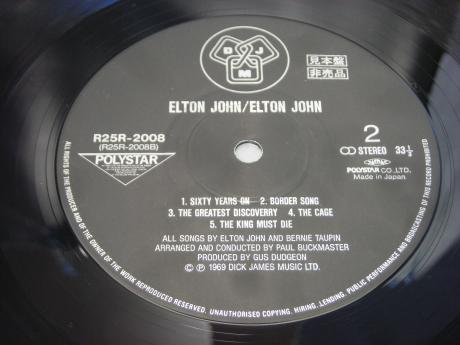 D J M
見本盤
非売品
ELTON JOHN/ELTON JOHN
R25R-2008
(R25R-2008B)
POLYSTAR
2
STEREO 33 1/3
POLYSTAR CO.,LTD.
Made in Japan
1. SIXTY YEARS ON 2. BORDER SONG
3. THE GREATEST DISCOVERY 4. THE CAGE
5. THE KING MUST DIE
ALL SONGS BY ELTON JOHN AND BERNIE TAUPIN
ARRANGED AND CONDUCTED BY PAUL BUCKMASTER
PRODUCED BY GUS DUDGEON
© ℗ 1969 DICK JAMES MUSIC LTD.
ALL RIGHTS OF THE PRODUCER AND OF THE OWNER OF THE WORK REPRODUCED RESERVED. UNAUTHORISED COPYING, HIRING, LENDING, PUBLIC PERFORMANCE AND BROADCASTING OF THIS RECORD PROHIBITED